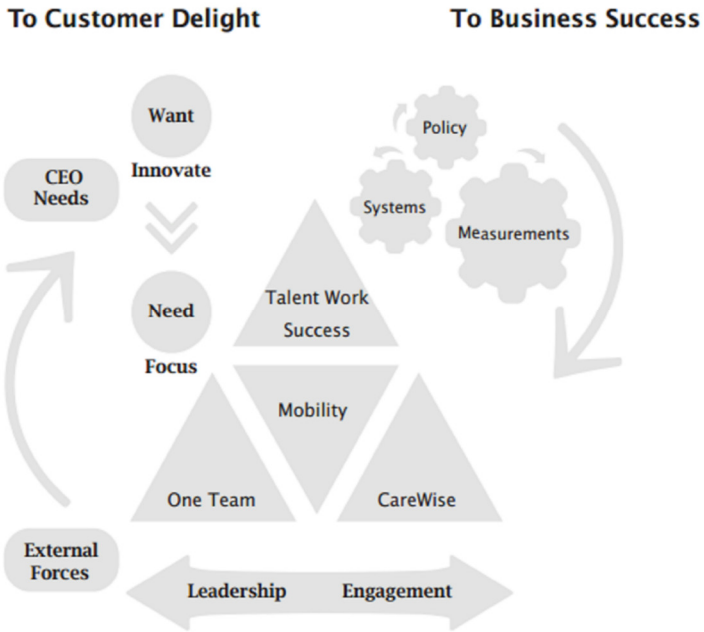 To Customer Delight
To Business Success
Want
Innovate
CEO
Needs
Policy
Systems
Measurements
Need
Focus
Talent Work
Success
Mobility
One Team
CareWise
External
Forces
Leadership
Engagement